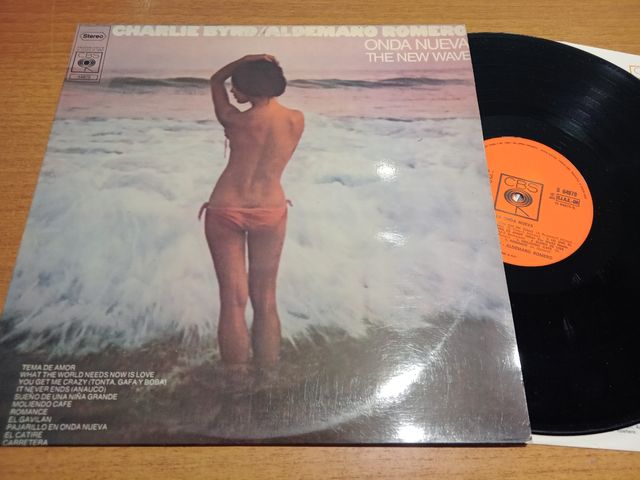 CHARLIE BYRD/ALDEMARO ROMERO
ONDA NUEVA
THE NEW WAVE
Stereo
CBS
TEMA DE AMOR
WHAT THE WORLD NEEDS NOW IS LOVE
YOU GET ME CRAZY (TONTA, GAFA Y BOBA)
IT NEVER ENDS (ANAUCO)
SUEÑO DE UNA NIÑA GRANDE
MOLIENDO CAFE
ROMANCE
EL GAVILAN
PAJARILLO EN ONDA NUEVA
EL CATIRE
CARRETERA
CBS
S 64670
ONDA NUEVA
ALDEMARO ROMERO